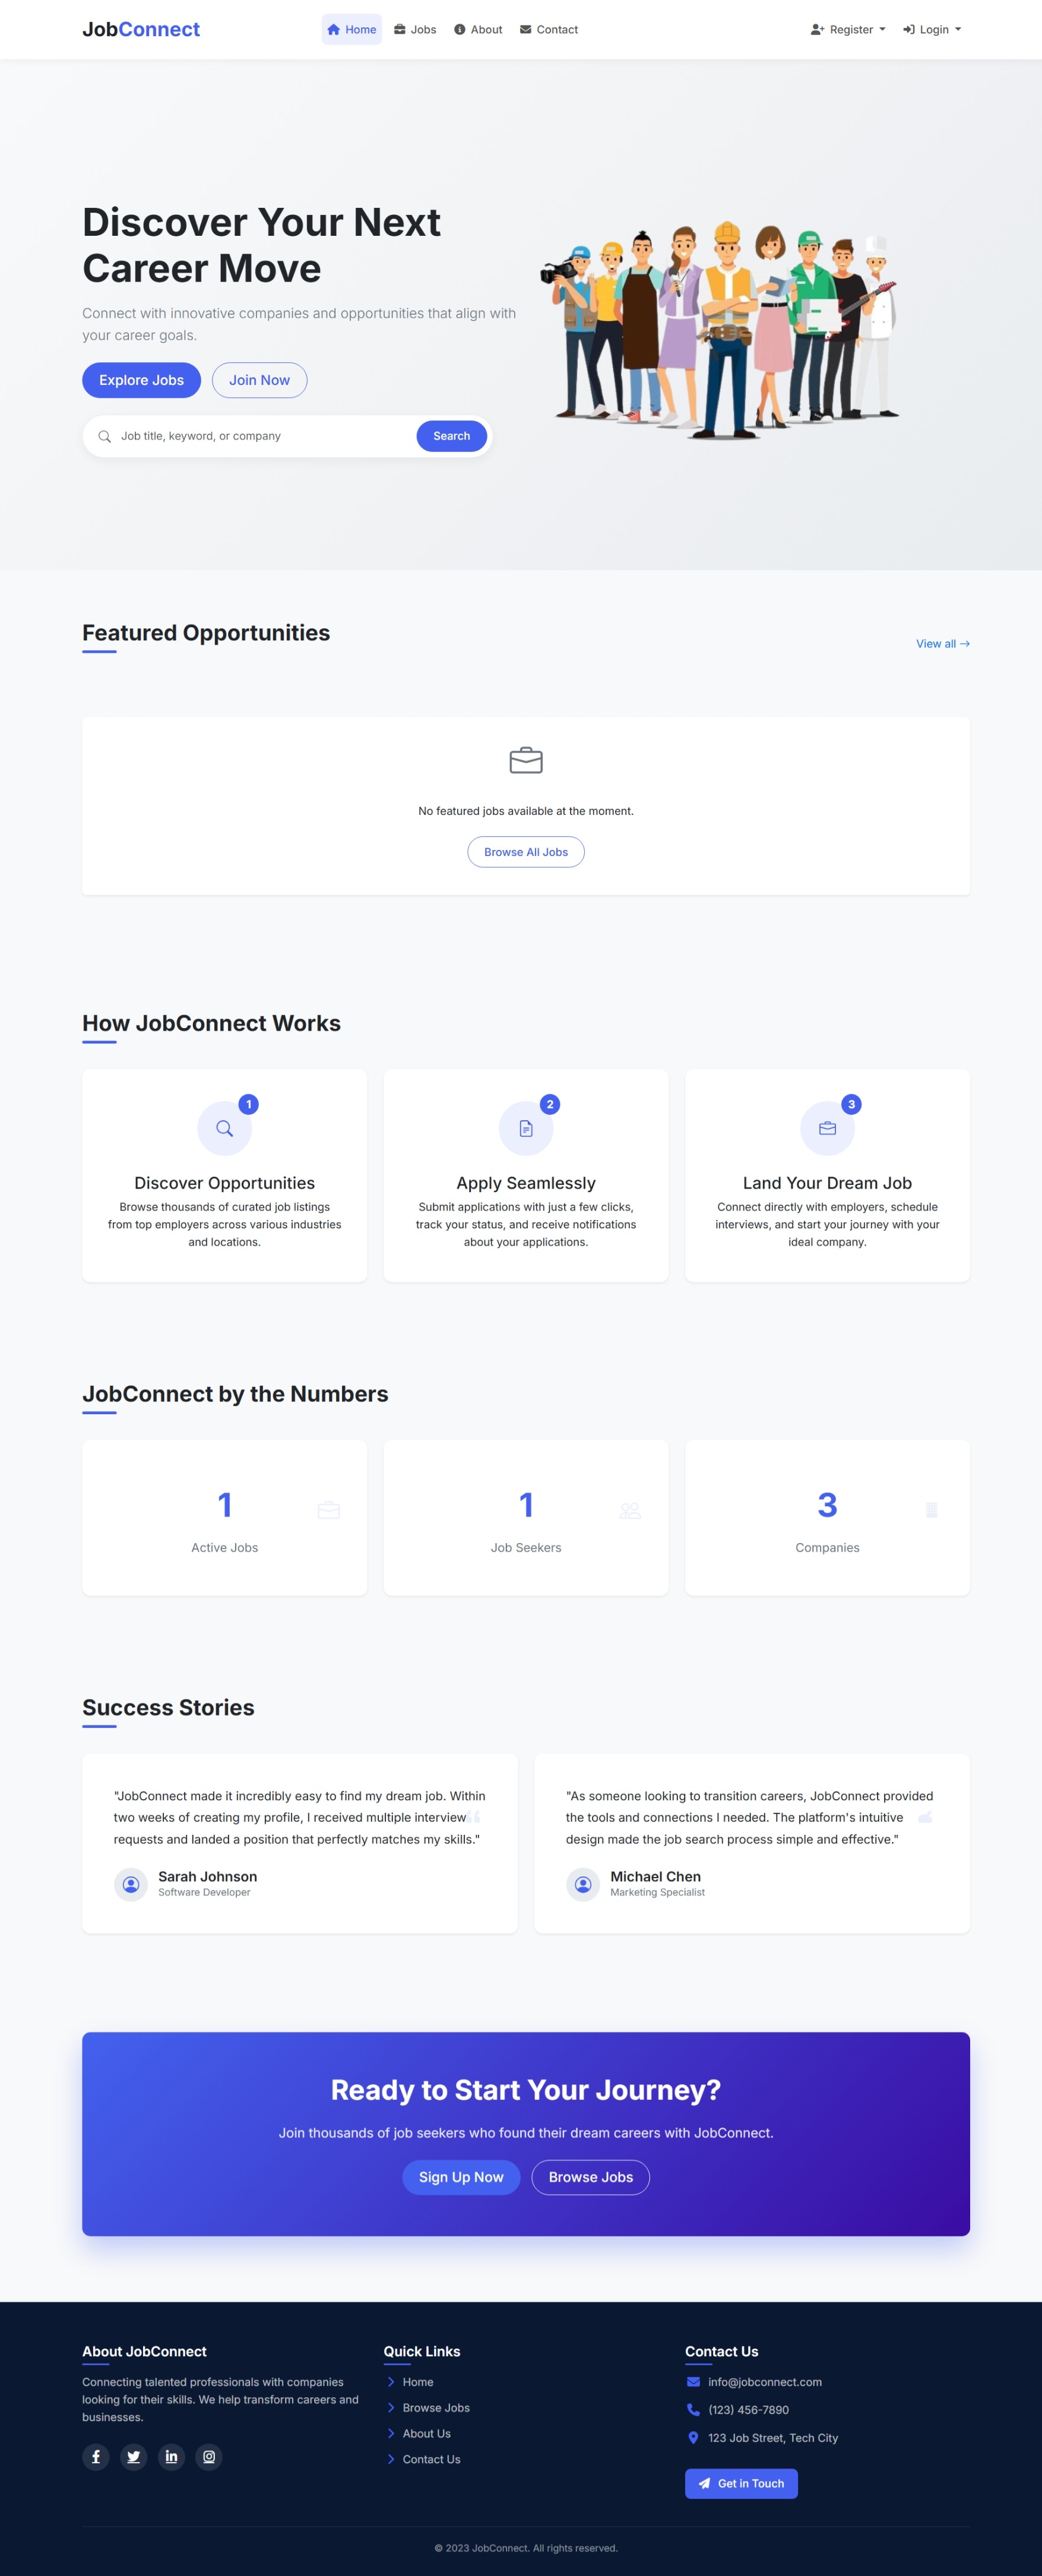 JobConnect
Home
Jobs
About
Contact
Register
Login
Discover Your Next
Career Move
Connect with innovative companies and opportunities that align with
your career goals.
Explore Jobs
Join Now
Job title, keyword, or company
Search
Featured Opportunities
View all →
No featured jobs available at the moment.
Browse All Jobs
How JobConnect Works
1
Discover Opportunities
Browse thousands of curated job listings
from top employers across various industries
and locations.
2
Apply Seamlessly
Submit applications with just a few clicks,
track your status, and receive notifications
about your applications.
3
Land Your Dream Job
Connect directly with employers, schedule
interviews, and start your journey with your
ideal company.
JobConnect by the Numbers
1
Active Jobs
1
Job Seekers
3
Companies
Success Stories
"JobConnect made it incredibly easy to find my dream job. Within
two weeks of creating my profile, I received multiple interview
requests and landed a position that perfectly matches my skills."
Sarah Johnson
Software Developer
"As someone looking to transition careers, JobConnect provided
the tools and connections I needed. The platform's intuitive
design made the job search process simple and effective."
Michael Chen
Marketing Specialist
Ready to Start Your Journey?
Join thousands of job seekers who found their dream careers with JobConnect.
Sign Up Now
Browse Jobs
About JobConnect
Connecting talented professionals with companies
looking for their skills. We help transform careers and
businesses.
Quick Links
Home
Browse Jobs
About Us
Contact Us
Contact Us
info@jobconnect.com
(123) 456-7890
123 Job Street, Tech City
Get in Touch
© 2023 JobConnect. All rights reserved.